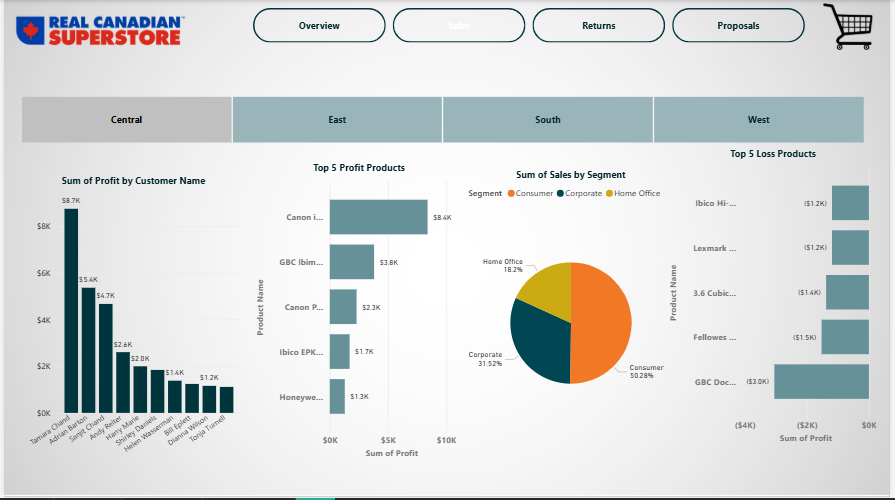 REAL CANADIAN
SUPERSTORE
Overview
Sales
Returns
Proposals
Central
East
South
West
Sum of Profit by Customer Name
$8K
$6K
$4K
$2K
$0K
$8.7K
$5.4K
$4.7K
$2.6K
$2.0K
$1.4K
$1.2K
Tamara Chand
Adrian Barton
Sanjit Chand
Andy Reiter
Harry Marie
Shirley Daniels
Helen Wasserman
Bill Eplett
Dianna Wilson
Tonja Turnell
Top 5 Profit Products
Product Name
Canon i...
$8.4K
GBC Ibim...
$3.8K
Canon P...
$2.3K
Ibico EPK...
$1.7K
Honeywe...
$1.3K
$0K
$5K
$10K
Sum of Profit
Sum of Sales by Segment
Segment
Consumer
Corporate
Home Office
Home Office
18.2%
Corporate
31.52%
Consumer
50.28%
Top 5 Loss Products
Product Name
Ibico Hi-...
($1.2K)
Lexmark ...
($1.2K)
3.6 Cubic...
($1.4K)
Fellowes ...
($1.5K)
GBC Doc...
($3.0K)
($4K)
($2K)
$0K
Sum of Profit